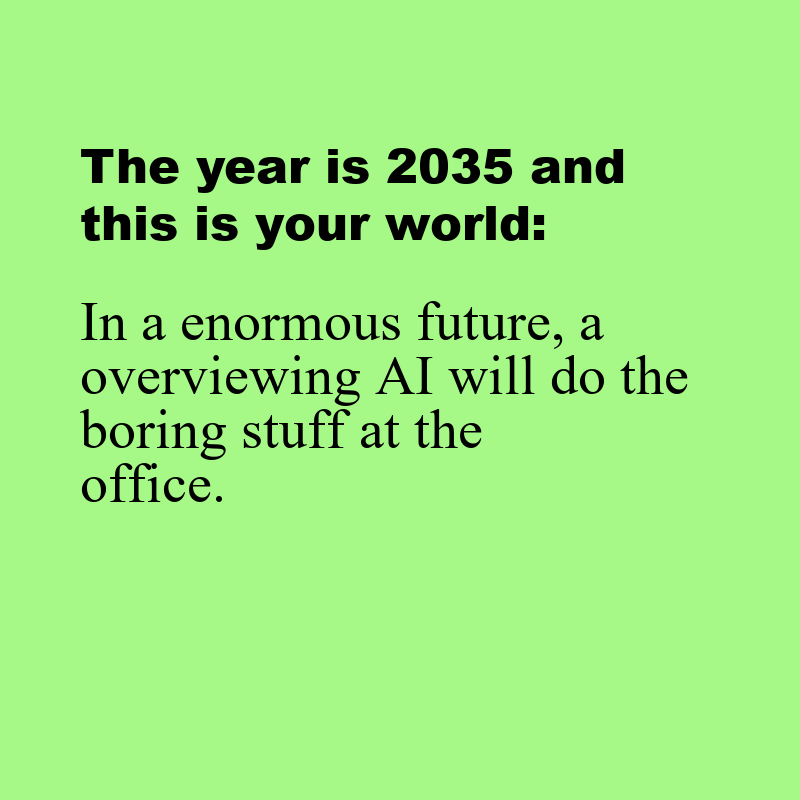 The year is 2035 and
this is your world:
In a enormous future, a
overviewing AI will do the
boring stuff at the
office.